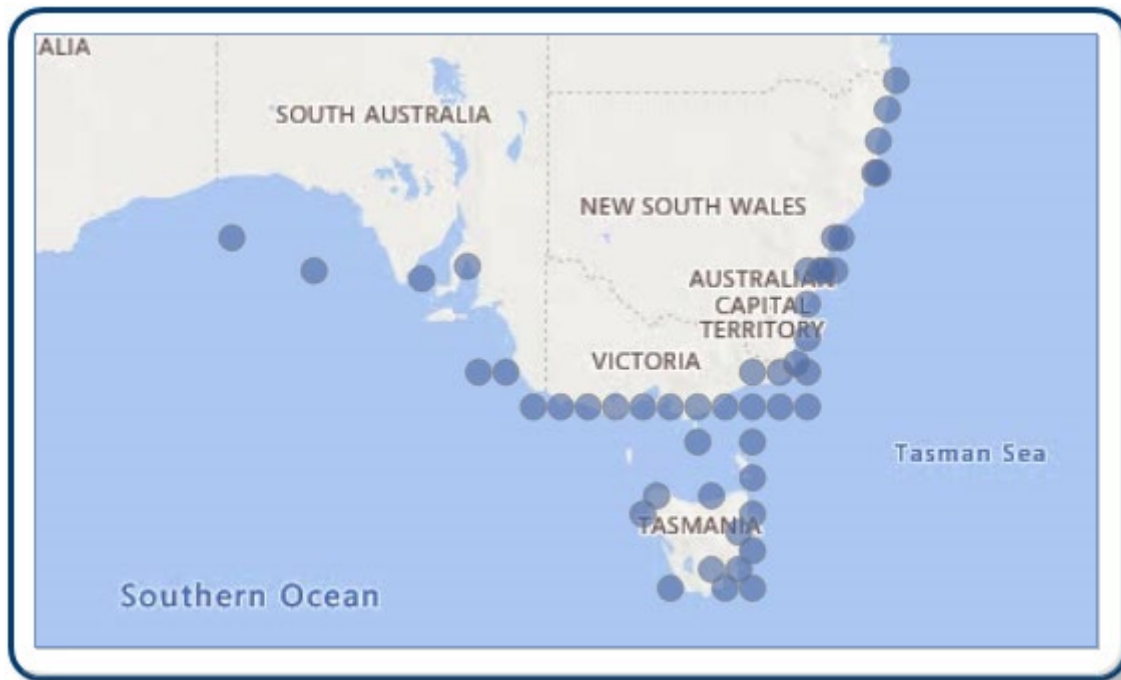 ALIA
SOUTH AUSTRALIA
NEW SOUTH WALES
AUSTRALIAN
CAPITAL
TERRITORY
VICTORIA
Tasman Sea
TASMANIA
Southern Ocean